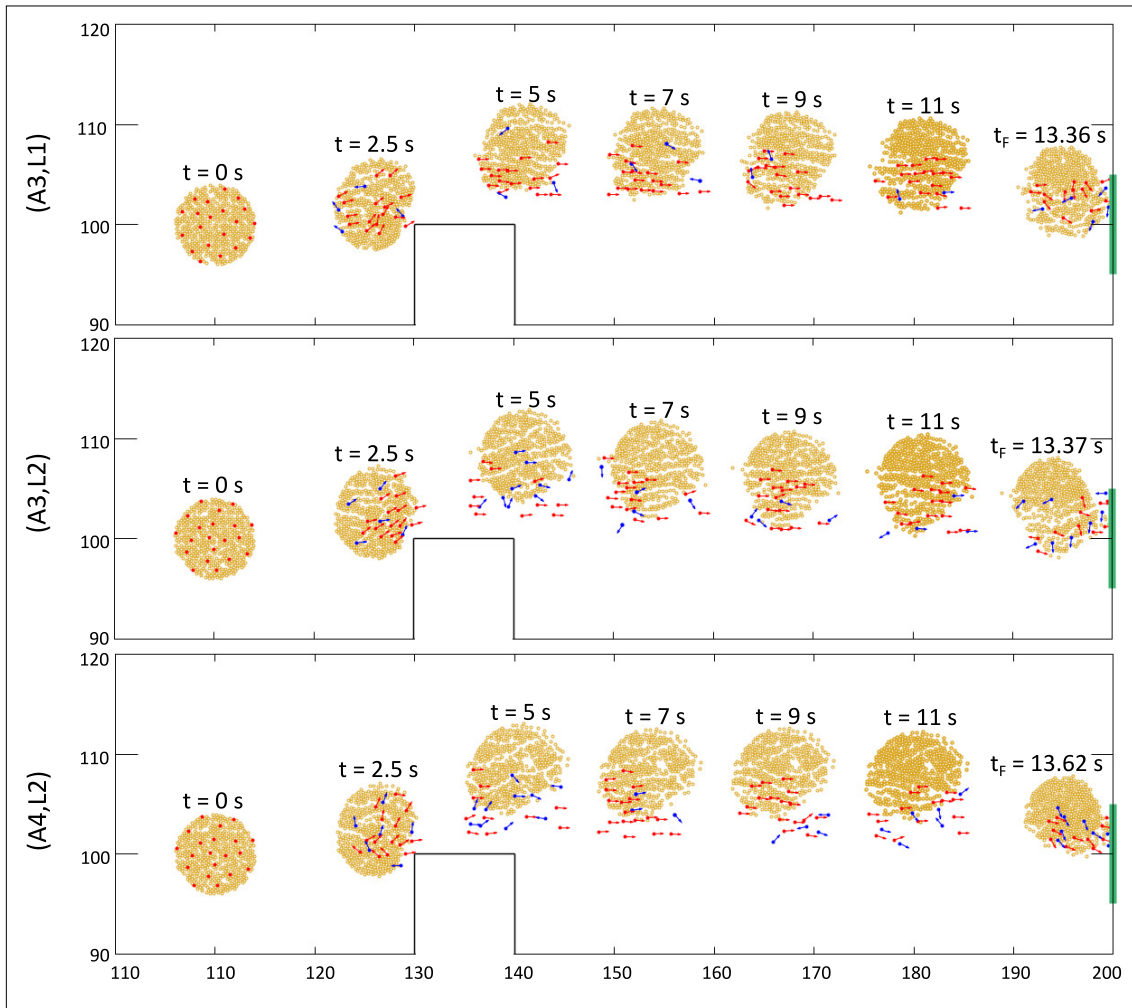 120
110
100
90
(A3,L1)
t = 0 s
t = 2.5 s
t = 5 s
t = 7 s
t = 9 s
t = 11 s
tF = 13.36 s
120
110
100
90
(A3,L2)
t = 0 s
t = 2.5 s
t = 5 s
t = 7 s
t = 9 s
t = 11 s
tF = 13.37 s
120
110
100
90
(A4,L2)
t = 0 s
t = 2.5 s
t = 5 s
t = 7 s
t = 9 s
t = 11 s
tF = 13.62 s
110 110 120 130 140 150 160 170 180 190 200